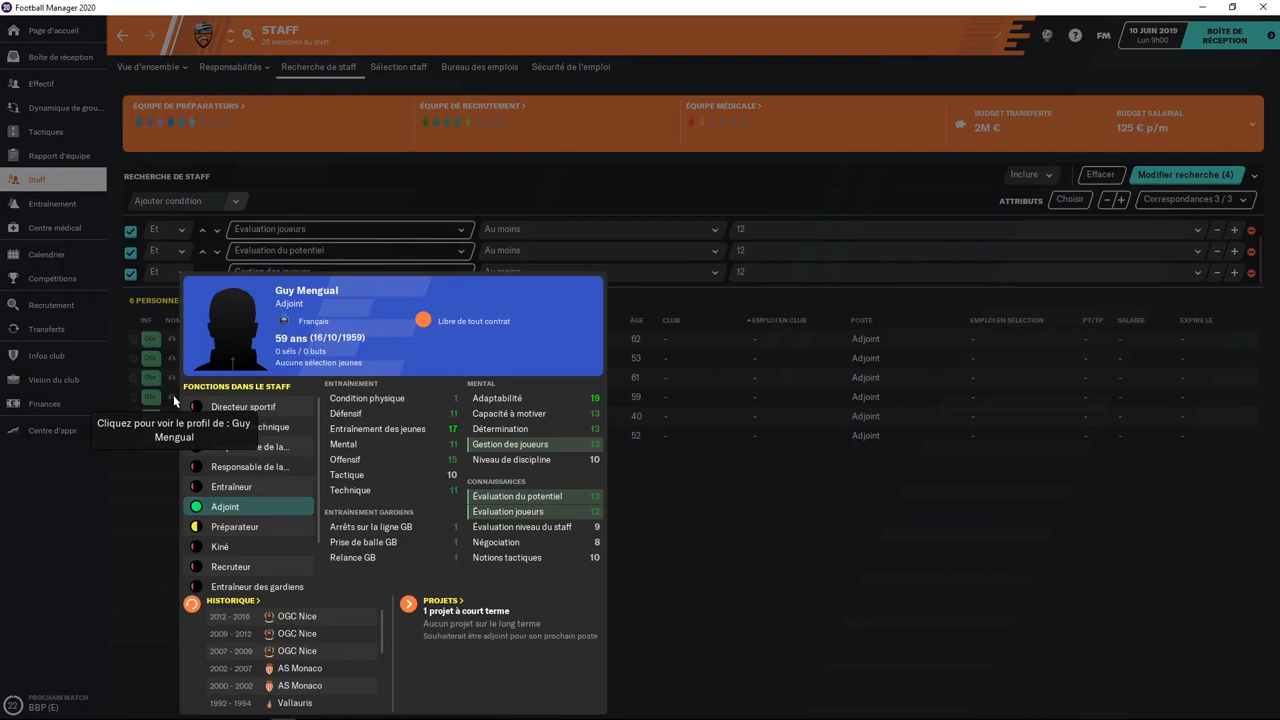 Football Manager 2020
Page d'accueil
Boîte de réception
Effectif
Dynamique de grou...
Tactiques
Rapport d'équipe
Staff
Entraînement
Centre médical
Calendrier
Compétitions
Recrutement
Transferts
Infos club
Vision du club
Finances
Centre d'appr.
PROCHAIN MATCH
22
BBP (E)
STAFF
25 membres du staff
FM
10 JUIN 2019
Lun 9h00
BOÎTE DE
RÉCEPTION
Vue d'ensemble
Responsabilités
Recherche de staff
Sélection staff
Bureau des emplois
Sécurité de l'emploi
ÉQUIPE DE PRÉPARATEURS >
ÉQUIPE DE RECRUTEMENT >
ÉQUIPE MÉDICALE >
BUDGET TRANSFERTS
2M €
BUDGET SALARIAL
125 € p/m
RECHERCHE DE STAFF
Inclure
Effacer
Modifier recherche (4)
Ajouter condition
ATTRIBUTS
Choisir
Correspondances 3 / 3
Et Évaluation joueurs Au moins 12
Et Évaluation du potentiel Au moins 12
Et Gestion des joueurs Au moins 12
6 PERSONNE
INF
ÂGE CLUB EMPLOI EN CLUB POSTE EMPLOI EN SÉLECTION PT/TP SALAIRE EXPIRE LE
62 - - Adjoint - - - -
53 - - Adjoint - - - -
61 - - Adjoint - - - -
59 - - Adjoint - - - -
40 - - Adjoint - - - -
52 - - Adjoint - - - -
Cliquez pour voir le profil de : Guy
Mengual
Guy Mengual
Adjoint
Français
Libre de tout contrat
59 ans (16/10/1959)
0 séls / 0 buts
Aucune sélection jeunes
FONCTIONS DANS LE STAFF
Directeur sportif
Responsable de la...
Entraîneur
Adjoint
Préparateur
Kiné
Recruteur
Entraîneur des gardiens
ENTRAÎNEMENT
Condition physique 1
Défensif 11
Entraînement des jeunes 17
Mental 11
Offensif 15
Tactique 10
Technique 11
ENTRAÎNEMENT GARDIENS
Arrêts sur la ligne GB 1
Prise de balle GB 1
Relance GB 1
MENTAL
Adaptabilité 19
Capacité à motiver 13
Détermination 13
Gestion des joueurs 13
Niveau de discipline 10
CONNAISSANCES
Évaluation du potentiel 13
Évaluation joueurs 12
Évaluation niveau du staff 9
Négociation 8
Notions tactiques 10
HISTORIQUE >
2012 - 2016 OGC Nice
2009 - 2012 OGC Nice
2007 - 2009 OGC Nice
2002 - 2007 AS Monaco
2000 - 2002 AS Monaco
1992 - 1994 Vallauris
PROJETS >
1 projet à court terme
Aucun projet sur le long terme
Souhaiterait être adjoint pour son prochain poste